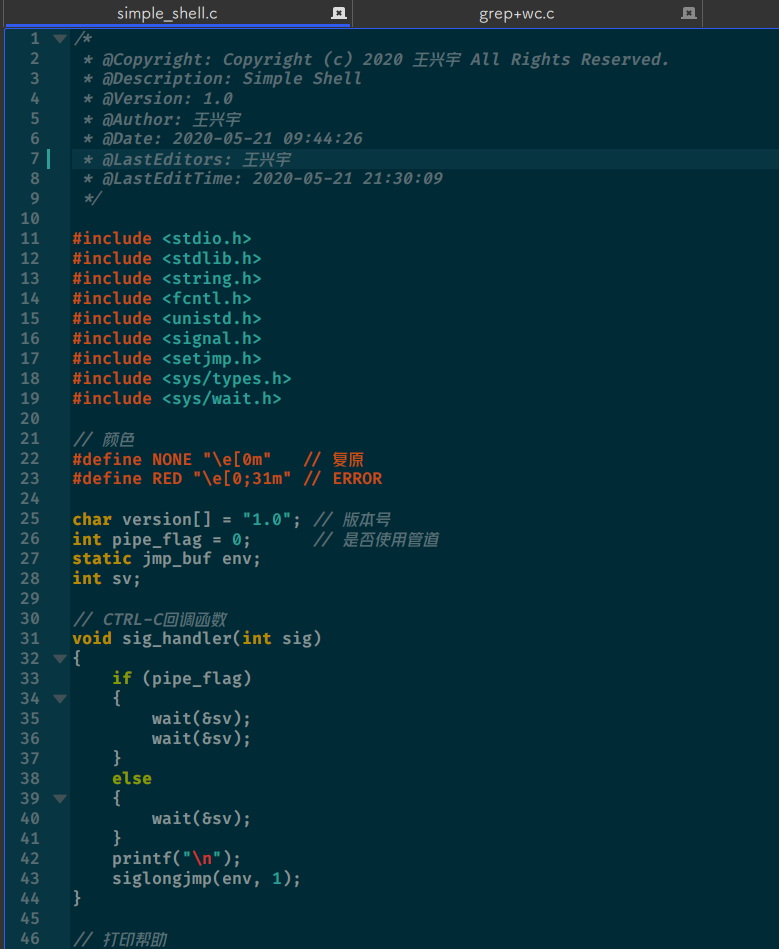 simple_shell.c
grep+wc.c
1 /*
2  * @Copyright: Copyright (c) 2020 王兴宇 All Rights Reserved.
3  * @Description: Simple Shell
4  * @Version: 1.0
5  * @Author: 王兴宇
6  * @Date: 2020-05-21 09:44:26
7  * @LastEditors: 王兴宇
8  * @LastEditTime: 2020-05-21 21:30:09
9  */
10
11 #include <stdio.h>
12 #include <stdlib.h>
13 #include <string.h>
14 #include <fcntl.h>
15 #include <unistd.h>
16 #include <signal.h>
17 #include <setjmp.h>
18 #include <sys/types.h>
19 #include <sys/wait.h>
20
21 // 颜色
22 #define NONE "\e[0m"   // 复原
23 #define RED "\e[0;31m" // ERROR
24
25 char version[] = "1.0"; // 版本号
26 int pipe_flag = 0;      // 是否使用管道
27 static jmp_buf env;
28 int sv;
29
30 // CTRL-C回调函数
31 void sig_handler(int sig)
32 {
33     if (pipe_flag)
34     {
35         wait(&sv);
36         wait(&sv);
37     }
38     else
39     {
40         wait(&sv);
41     }
42     printf("\n");
43     siglongjmp(env, 1);
44 }
45
46 // 打印帮助